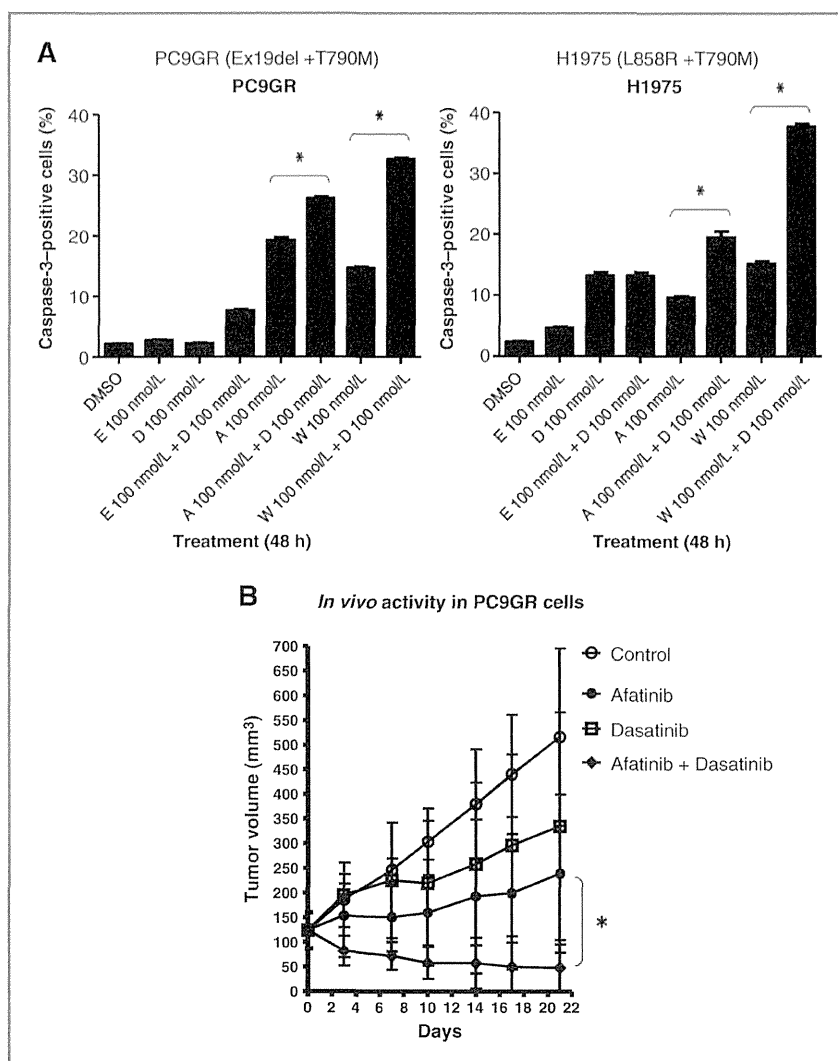 A
PC9GR (Ex19del +T790M)
PC9GR
Caspase-3–positive cells (%)
40
30
20
10
0
DMSO
E 100 nmol/L
D 100 nmol/L
E 100 nmol/L + D 100 nmol/L
A 100 nmol/L
A 100 nmol/L + D 100 nmol/L
W 100 nmol/L
W 100 nmol/L + D 100 nmol/L
* *
Treatment (48 h)
H1975 (L858R +T790M)
H1975
Caspase-3–positive cells (%)
40
30
20
10
0
DMSO
E 100 nmol/L
D 100 nmol/L
E 100 nmol/L + D 100 nmol/L
A 100 nmol/L
A 100 nmol/L + D 100 nmol/L
W 100 nmol/L
W 100 nmol/L + D 100 nmol/L
* *
Treatment (48 h)
B
In vivo activity in PC9GR cells
Tumor volume (mm³)
700
650
600
550
500
450
400
350
300
250
200
150
100
50
0
0 2 4 6 8 10 12 14 16 18 20 22
Days
Control
Afatinib
Dasatinib
Afatinib + Dasatinib
*